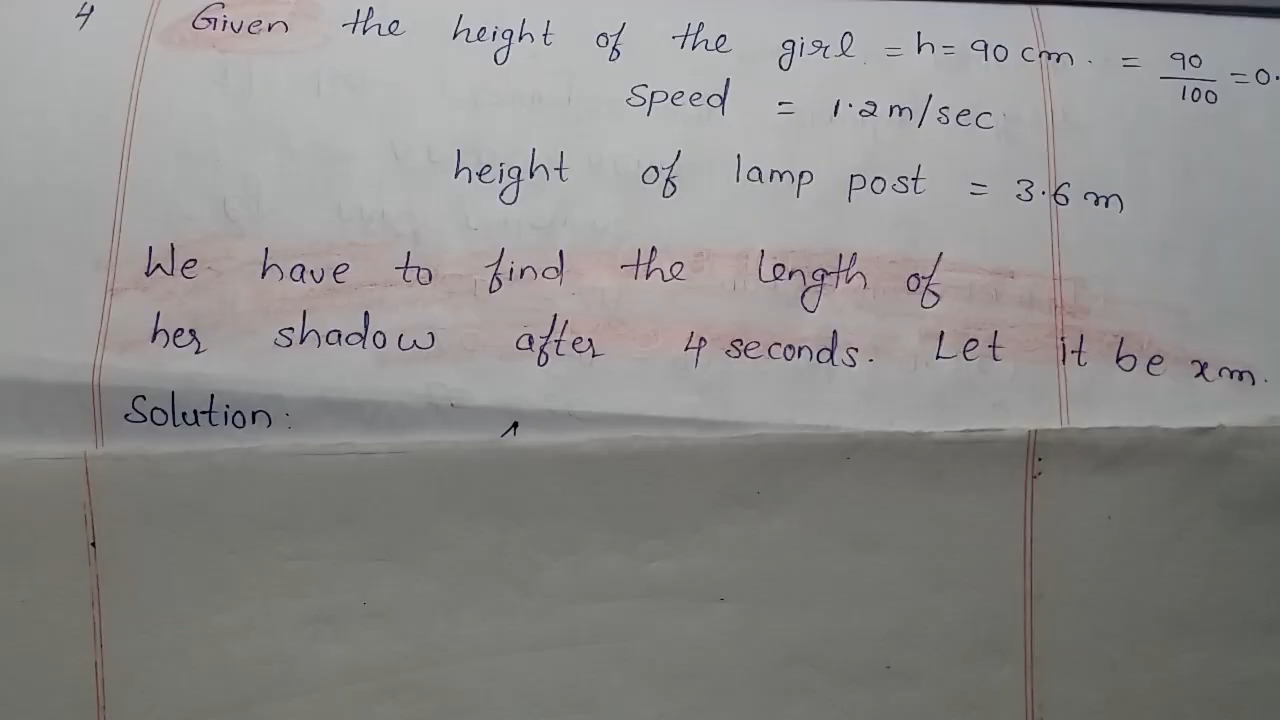 4 Given the height of the girl = h = 90 cm. = 90/100 = 0.
Speed = 1.2 m/sec
height of lamp post = 3.6 m
We have to find the length of
her shadow after 4 seconds. Let it be x m.
Solution: